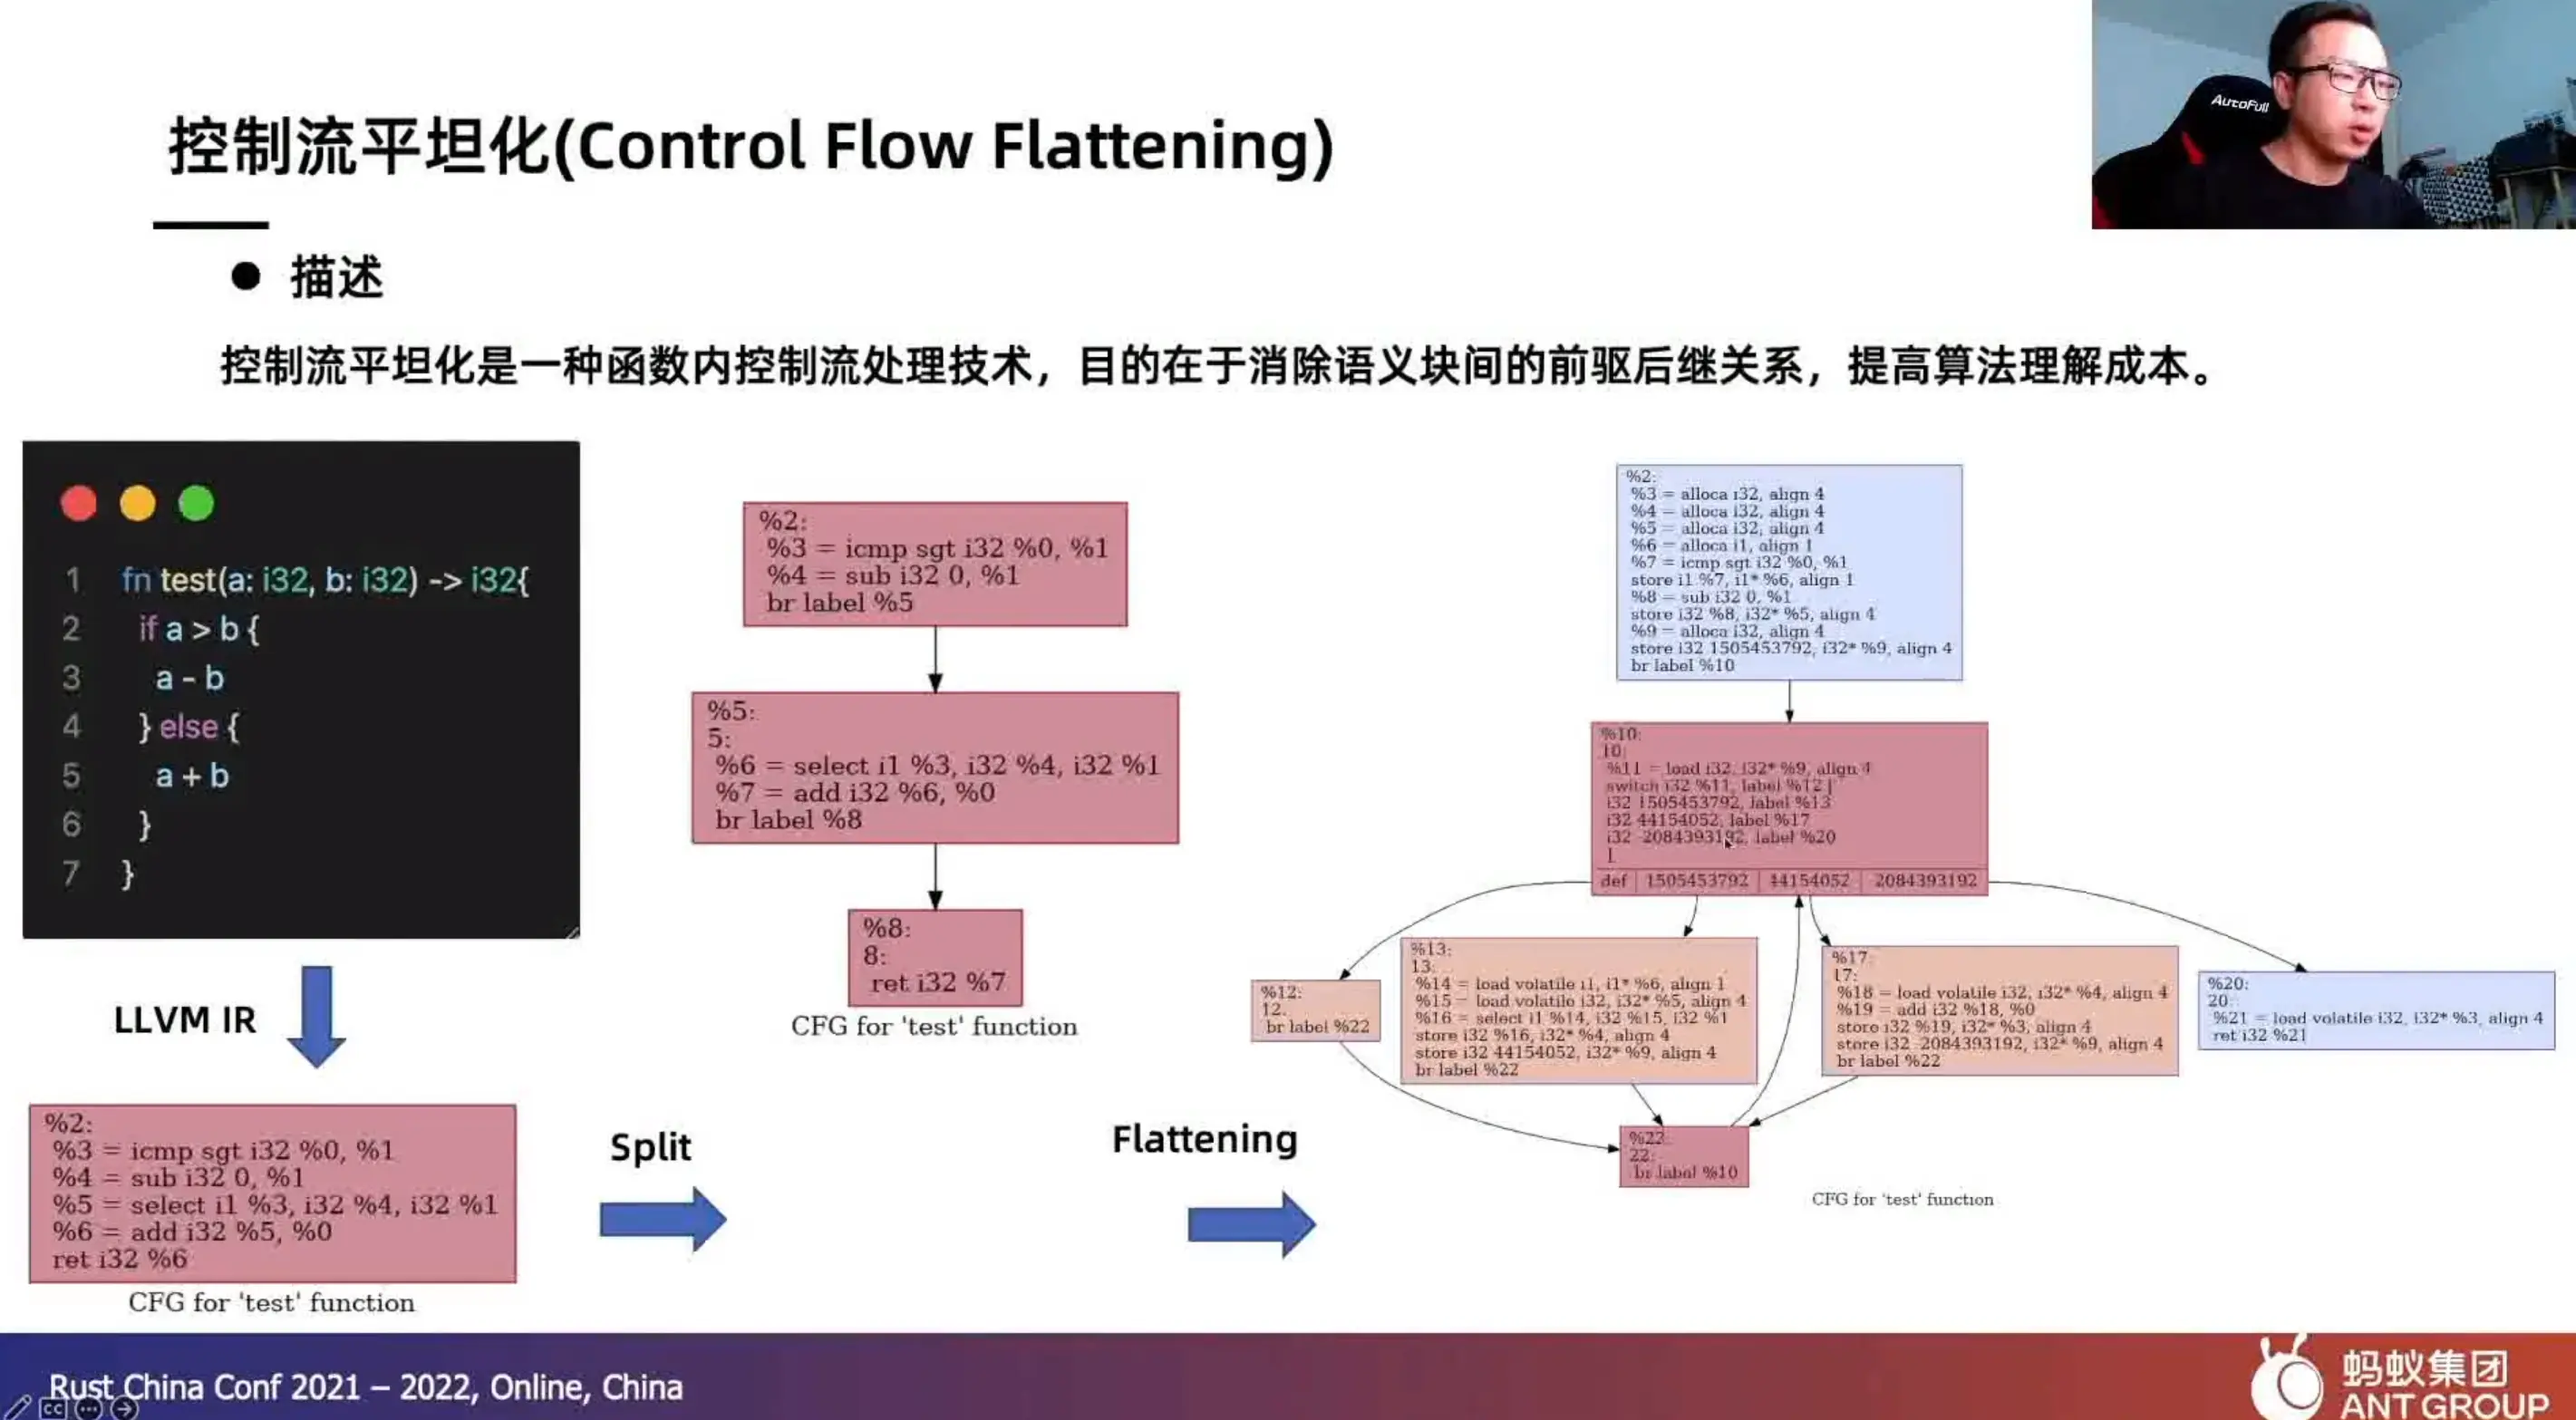 AutoFull
控制流平坦化(Control Flow Flattening)
● 描述
控制流平坦化是一种函数内控制流处理技术，目的在于消除语义块间的前驱后继关系，提高算法理解成本。
1 fn test(a: i32, b: i32) -> i32{
2 if a > b {
3 a - b
4 } else {
5 a + b
6 }
7 }
LLVM IR
%2:
%3 = icmp sgt i32 %0, %1
%4 = sub i32 0, %1
%5 = select i1 %3, i32 %4, i32 %1
%6 = add i32 %5, %0
ret i32 %6
CFG for 'test' function
Split
%2:
%3 = icmp sgt i32 %0, %1
%4 = sub i32 0, %1
br label %5
%5:
5:
%6 = select i1 %3, i32 %4, i32 %1
%7 = add i32 %6, %0
br label %8
%8:
8:
ret i32 %7
CFG for 'test' function
Flattening
%2:
%3 = alloca i32, align 4
%4 = alloca i32, align 4
%5 = alloca i32, align 4
%6 = alloca i1, align 1
%7 = icmp sgt i32 %0, %1
store i1 %7, i1* %6, align 1
%8 = sub i32 0, %1
store i32 %8, i32* %5, align 4
%9 = alloca i32, align 4
store i32 1505453792, i32* %9, align 4
br label %10
%10:
10:
%11 = load i32, i32* %9, align 4
switch i32 %11, label %12 [
i32 1505453792, label %13
i32 44154052, label %17
i32 -2084393192, label %20
]
def 1505453792 44154052 2084393192
%12:
12:
br label %22
%13:
13:
%14 = load volatile i1, i1* %6, align 1
%15 = load volatile i32, i32* %5, align 4
%16 = select i1 %14, i32 %15, i32 %1
store i32 %16, i32* %4, align 4
store i32 44154052, i32* %9, align 4
br label %22
%17:
17:
%18 = load volatile i32, i32* %4, align 4
%19 = add i32 %18, %0
store i32 %19, i32* %3, align 4
store i32 -2084393192, i32* %9, align 4
br label %22
%20:
20:
%21 = load volatile i32, i32* %3, align 4
ret i32 %21
%22:
22:
br label %10
CFG for 'test' function
Rust China Conf 2021 – 2022, Online, China
CC
蚂蚁集团
ANT GROUP